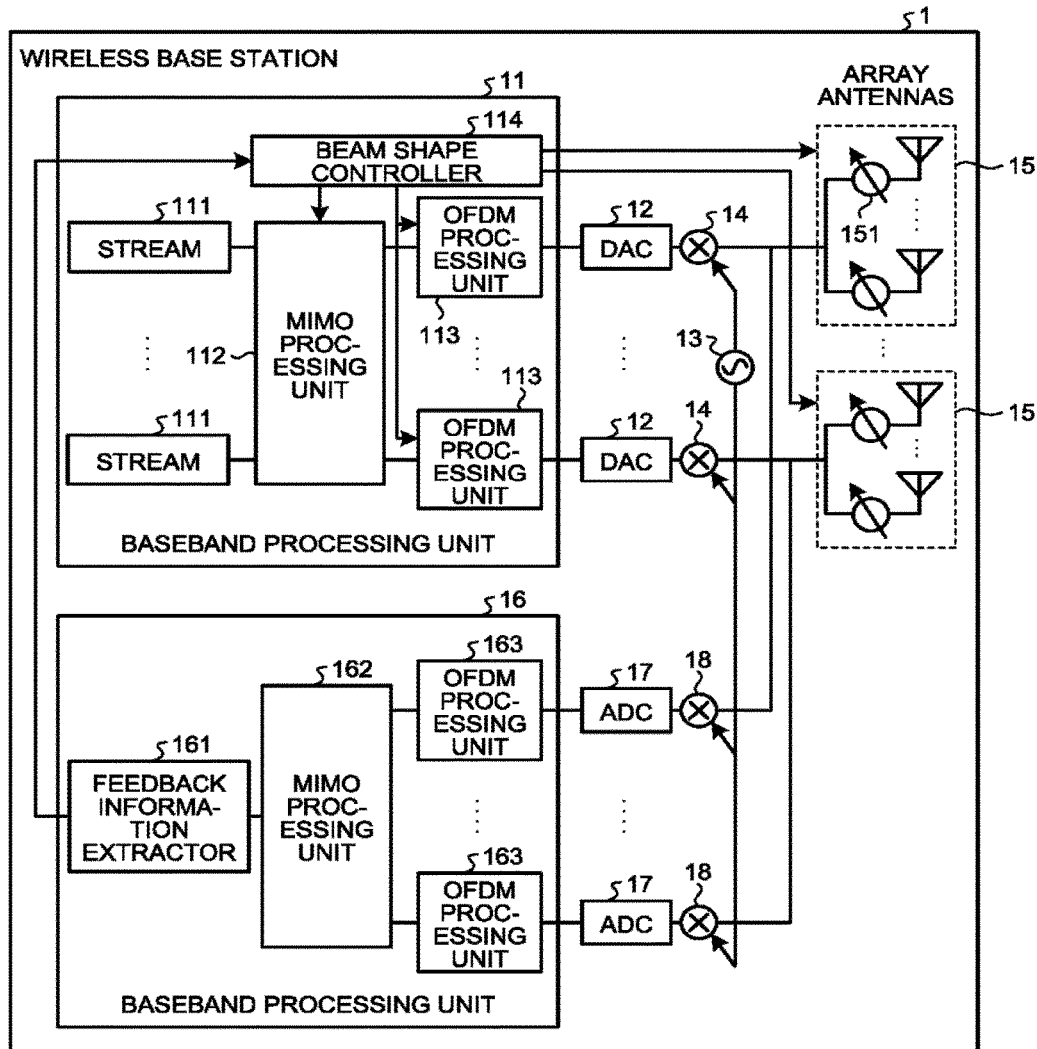 1
WIRELESS BASE STATION
ARRAY
ANTENNAS
11
114
BEAM SHAPE
CONTROLLER
15
111
STREAM
112
MIMO
PROC-
ESSING
UNIT
OFDM
PROC-
ESSING
UNIT
113
12
DAC
14
151
13
111
STREAM
113
OFDM
PROC-
ESSING
UNIT
12
DAC
14
15
BASEBAND PROCESSING UNIT
16
161
FEEDBACK
INFORMA-
TION
EXTRACTOR
162
MIMO
PROC-
ESSING
UNIT
163
OFDM
PROC-
ESSING
UNIT
17
ADC
18
163
OFDM
PROC-
ESSING
UNIT
17
ADC
18
BASEBAND PROCESSING UNIT